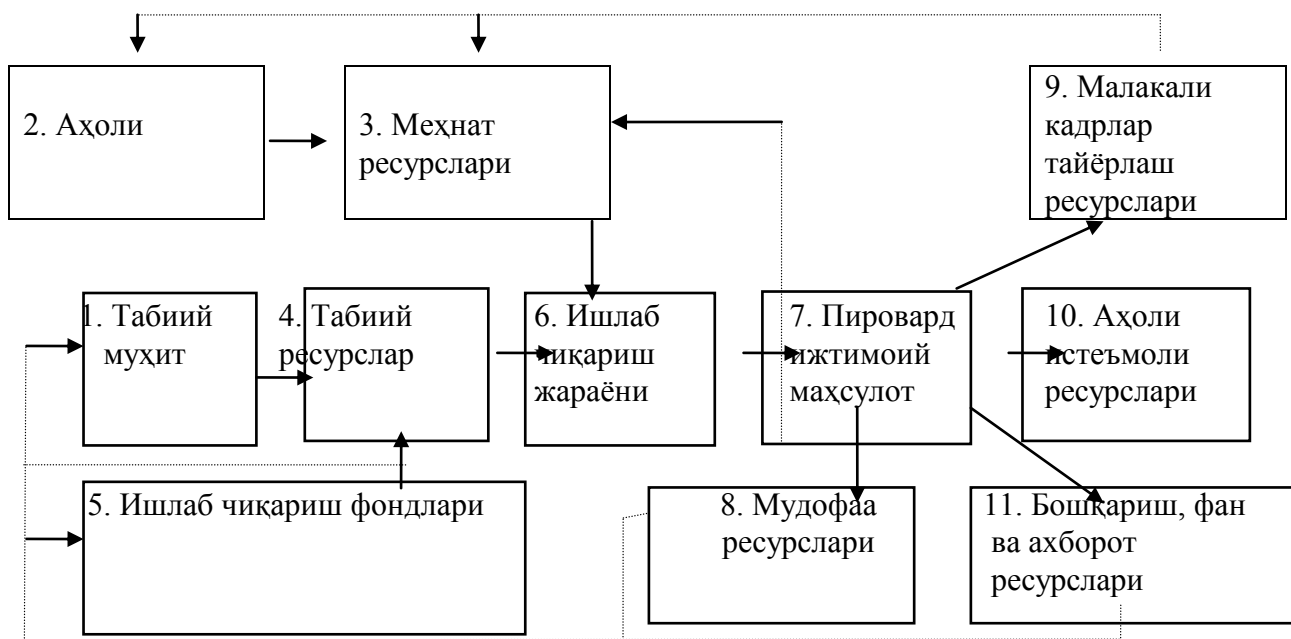 2. Аҳоли
3. Меҳнат
ресурслари
9. Малакали
кадрлар
тайёрлаш
ресурслари
1. Табиий
муҳит
4. Табиий
ресурслар
6. Ишлаб
чиқариш
жараёни
7. Пировард
ижтимоий
маҳсулот
10. Аҳоли
истеъмоли
ресурслари
5. Ишлаб чиқариш фондлари
8. Мудофаа
ресурслари
11. Бошқариш, фан
ва ахборот
ресурслари